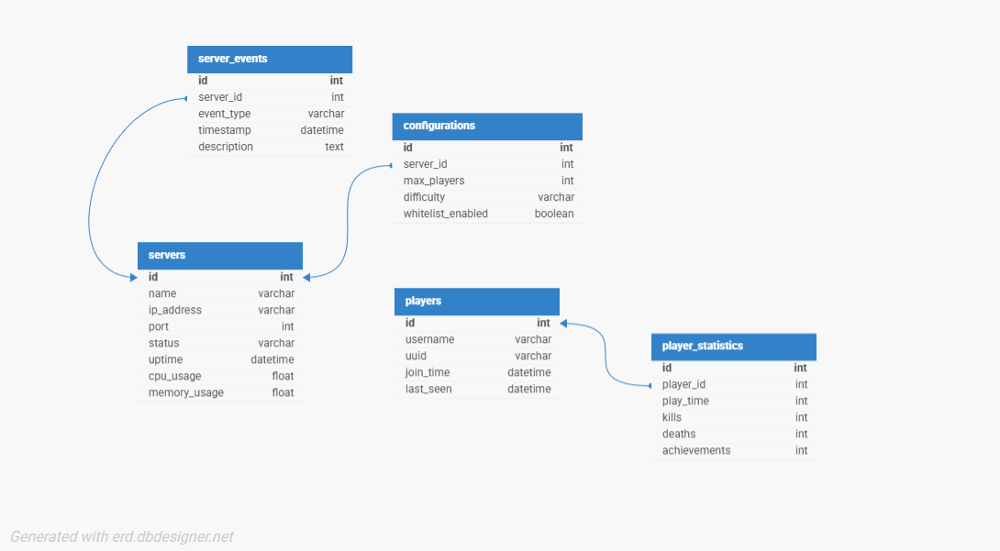 server_events
id int
server_id int
event_type varchar
timestamp datetime
description text
configurations
id int
server_id int
max_players int
difficulty varchar
whitelist_enabled boolean
servers
id int
name varchar
ip_address varchar
port int
status varchar
uptime datetime
cpu_usage float
memory_usage float
players
id int
username varchar
uuid varchar
join_time datetime
last_seen datetime
player_statistics
id int
player_id int
play_time int
kills int
deaths int
achievements int
Generated with erd.dbdesigner.net